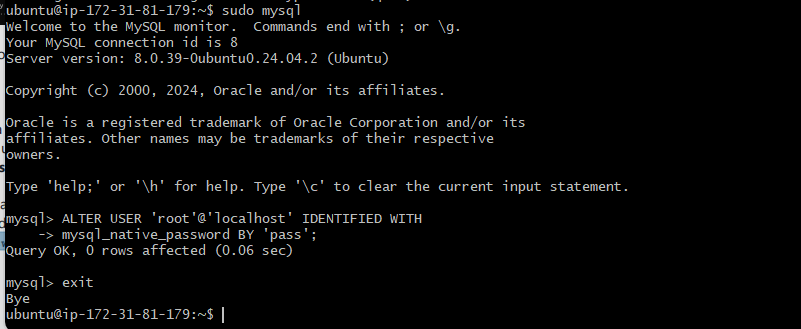 ubuntu@ip-172-31-81-179:~$ sudo mysql
Welcome to the MySQL monitor.  Commands end with ; or \g.
Your MySQL connection id is 8
Server version: 8.0.39-0ubuntu0.24.04.2 (Ubuntu)

Copyright (c) 2000, 2024, Oracle and/or its affiliates.

Oracle is a registered trademark of Oracle Corporation and/or its
affiliates. Other names may be trademarks of their respective
owners.

Type 'help;' or '\h' for help. Type '\c' to clear the current input statement.

mysql> ALTER USER 'root'@'localhost' IDENTIFIED WITH
    -> mysql_native_password BY 'pass';
Query OK, 0 rows affected (0.06 sec)

mysql> exit
Bye
ubuntu@ip-172-31-81-179:~$